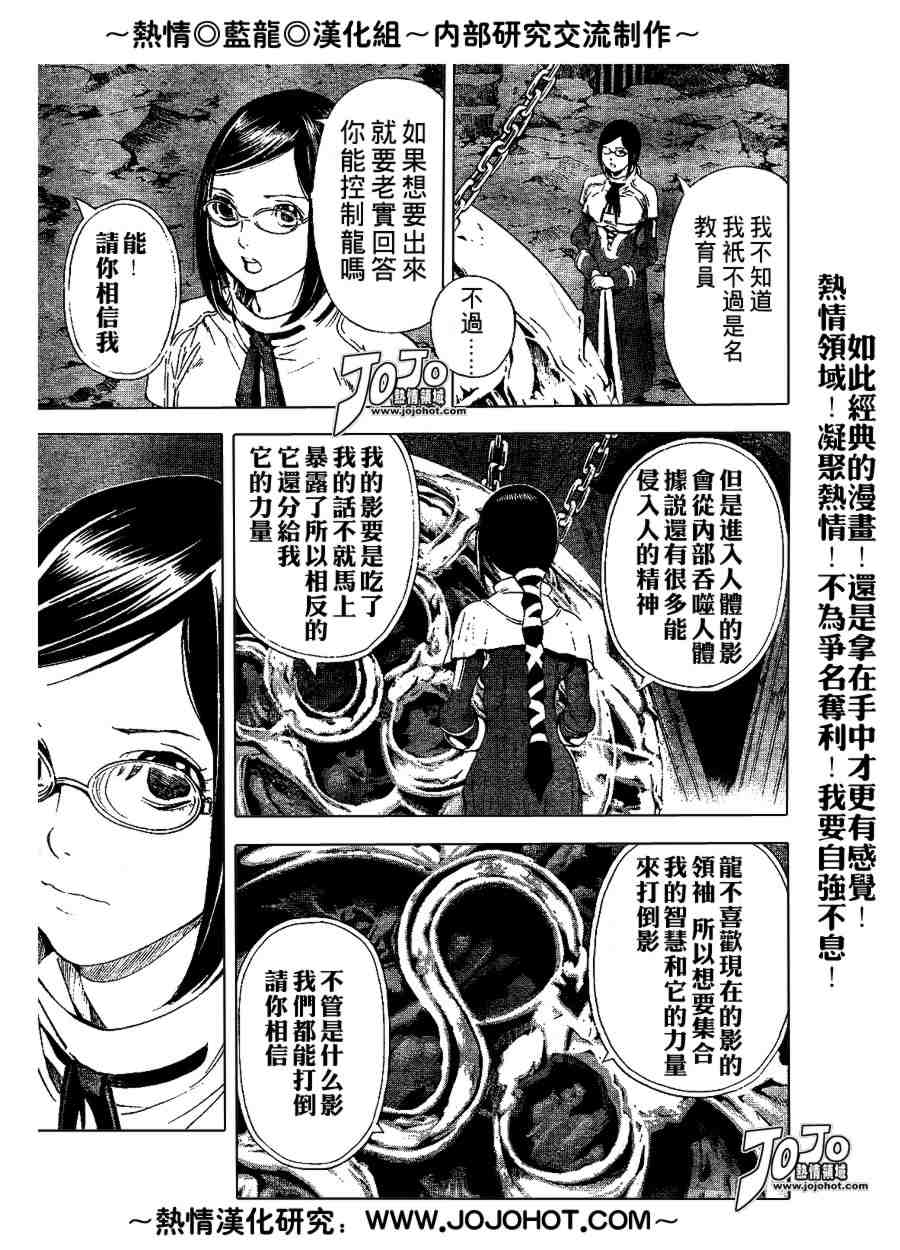 ～熱情◎藍龍◎漢化組～内部研究交流制作～
我不知道
我衹不過是名
教育員
不過……
如果想要出來
就要老實回答
你能控制龍嗎
能！
請你相信我
JOJO
熱情領域
www.jojohot.com
但是進入人體的影
會從內部吞噬人體
據說還有很多能
侵入人的精神
我的影要是吃了
我的話不就馬上
暴露了所以相反的
它還分給我
它的力量
龍不喜歡現在的影的
領袖 所以想要集合
我的智慧和它的力量
來打倒影
不管是什么影
我們都能打倒
請你相信
如此經典的漫畫！還是拿在手中才更有感覺！
熱情領域！凝聚熱情！不為爭名奪利！我要自強不息！
JOJO
熱情領域
www.jojohot.com
～熱情漢化研究：WWW.JOJOHOT.COM～